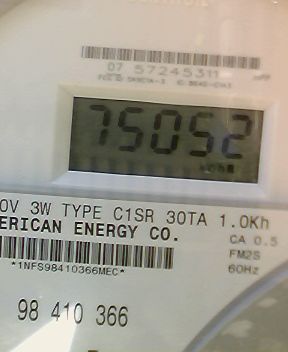 07 57245311
75052
0V 3W TYPE C1SR 30TA 1.0Kh
ERICAN ENERGY CO.
CA 0.5
*1NFS98410366MEC*
FM2S
60Hz
98 410 366